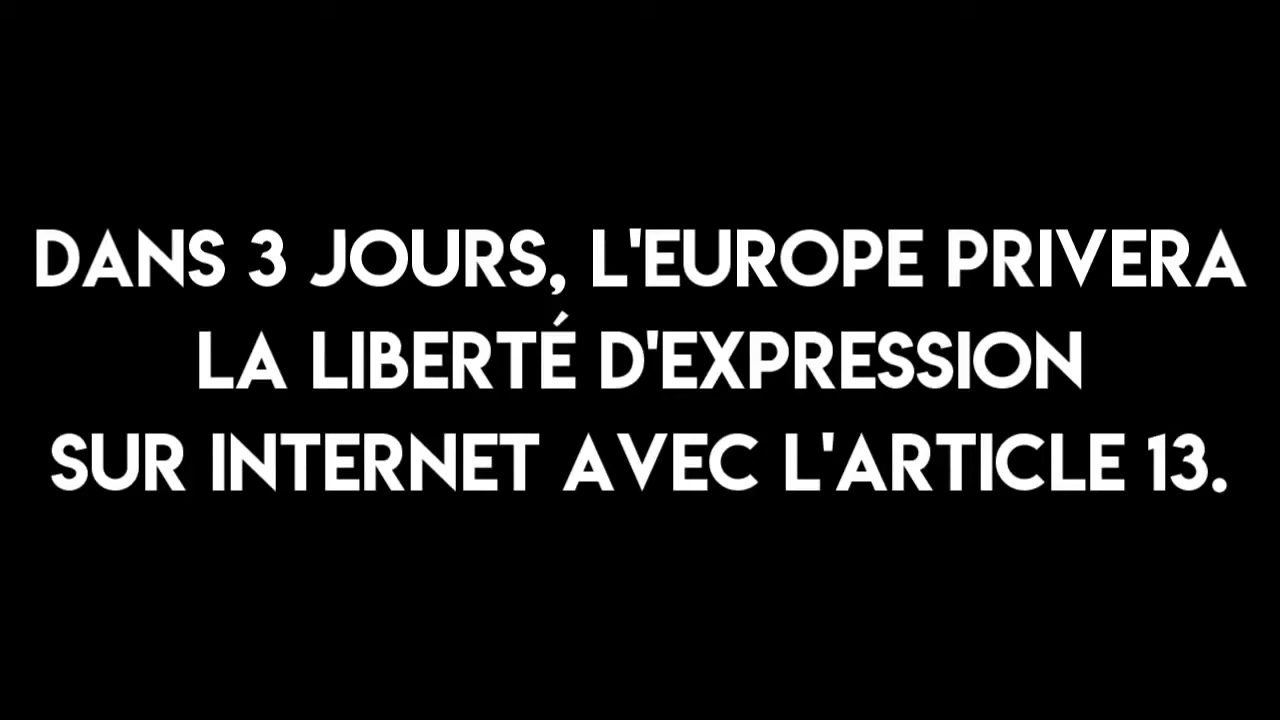 DANS 3 JOURS, L'EUROPE PRIVERA
LA LIBERTÉ D'EXPRESSION
SUR INTERNET AVEC L'ARTICLE 13.